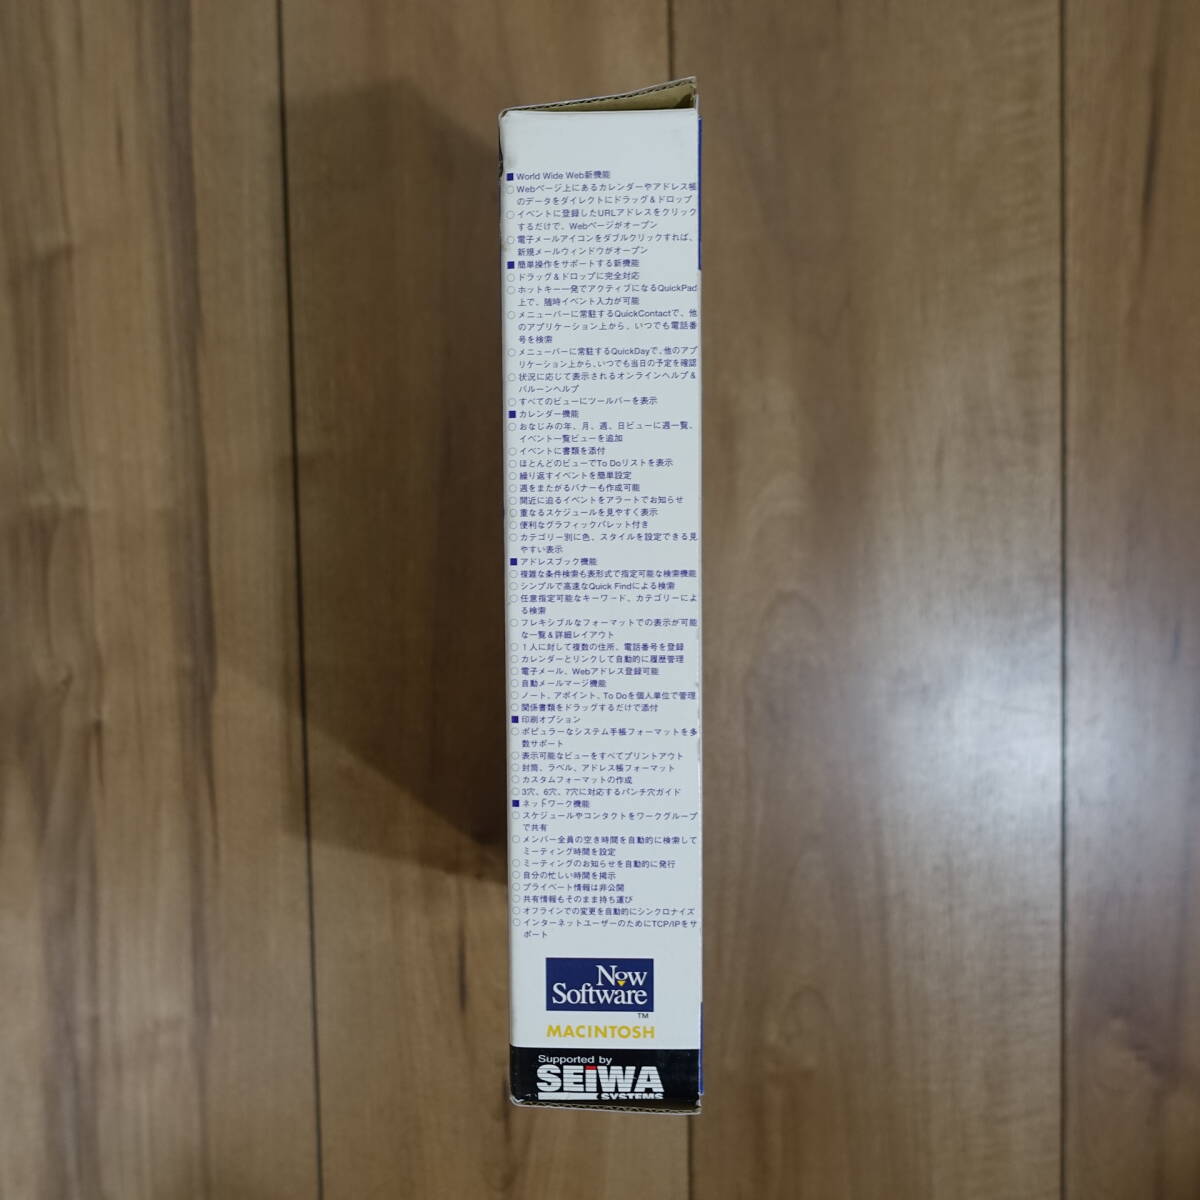 ■ World Wide Web新機能
○ Webページ上にあるカレンダーやアドレス帳
のデータをダイレクトにドラッグ＆ドロップ
○ イベントに登録したURLアドレスをクリック
するだけで、Webページがオープン
○ 電子メールアイコンをダブルクリックすれば、
新規メールウィンドウがオープン
■ 簡単操作をサポートする新機能
○ ドラッグ＆ドロップに完全対応
○ ホットキー一発でアクティブになるQuickPad
上で、随時イベント入力が可能
○ メニューバーに常駐するQuickContactで、他
のアプリケーション上から、いつでも電話番
号を検索
○ メニューバーに常駐するQuickDayで、他のアプ
リケーション上から、いつでも当日の予定を確認
○ 状況に応じて表示されるオンラインヘルプ＆
バルーンヘルプ
○ すべてのビューにツールバーを表示
■ カレンダー機能
○ おなじみの年、月、週、日ビューに週一覧、
イベント一覧ビューを追加
○ イベントに書類を添付
○ ほとんどのビューでTo Doリストを表示
○ 繰り返すイベントを簡単設定
○ 週をまたがるバナーも作成可能
○ 間近に迫るイベントをアラートでお知らせ
○ 重なるスケジュールを見やすく表示
○ 便利なグラフィックパレット付き
○ カテゴリー別に色、スタイルを設定できる見
やすい表示
■ アドレスブック機能
○ 複雑な条件検索も表形式で指定可能な検索機能
○ シンプルで高速なQuick Findによる検索
○ 任意指定可能なキーワード、カテゴリーによ
る検索
○ フレキシブルなフォーマットでの表示が可能
な一覧＆詳細レイアウト
○ 1人に対して複数の住所、電話番号を登録
○ カレンダーとリンクして自動的に履歴管理
○ 電子メール、Webアドレス登録可能
○ 自動メールマージ機能
○ ノート、アポイント、To Doを個人単位で管理
○ 関係書類をドラッグするだけで添付
■ 印刷オプション
○ ポピュラーなシステム手帳フォーマットを多
数サポート
○ 表示可能なビューをすべてプリントアウト
○ 封筒、ラベル、アドレス帳フォーマット
○ カスタムフォーマットの作成
○ 3穴、6穴、7穴に対応するパンチ穴ガイド
■ ネットワーク機能
○ スケジュールやコンタクトをワークグループ
で共有
○ メンバー全員の空き時間を自動的に検索して
ミーティング時間を設定
○ ミーティングのお知らせを自動的に発行
○ 自分の忙しい時間を掲示
○ プライベート情報は非公開
○ 共有情報もそのまま持ち運び
○ オフラインでの変更を自動的にシンクロナイズ
○ インターネットユーザーのためにTCP/IPをサ
ポート
Now
Software
TM
MACINTOSH
Supported by
SEIWA
SYSTEMS